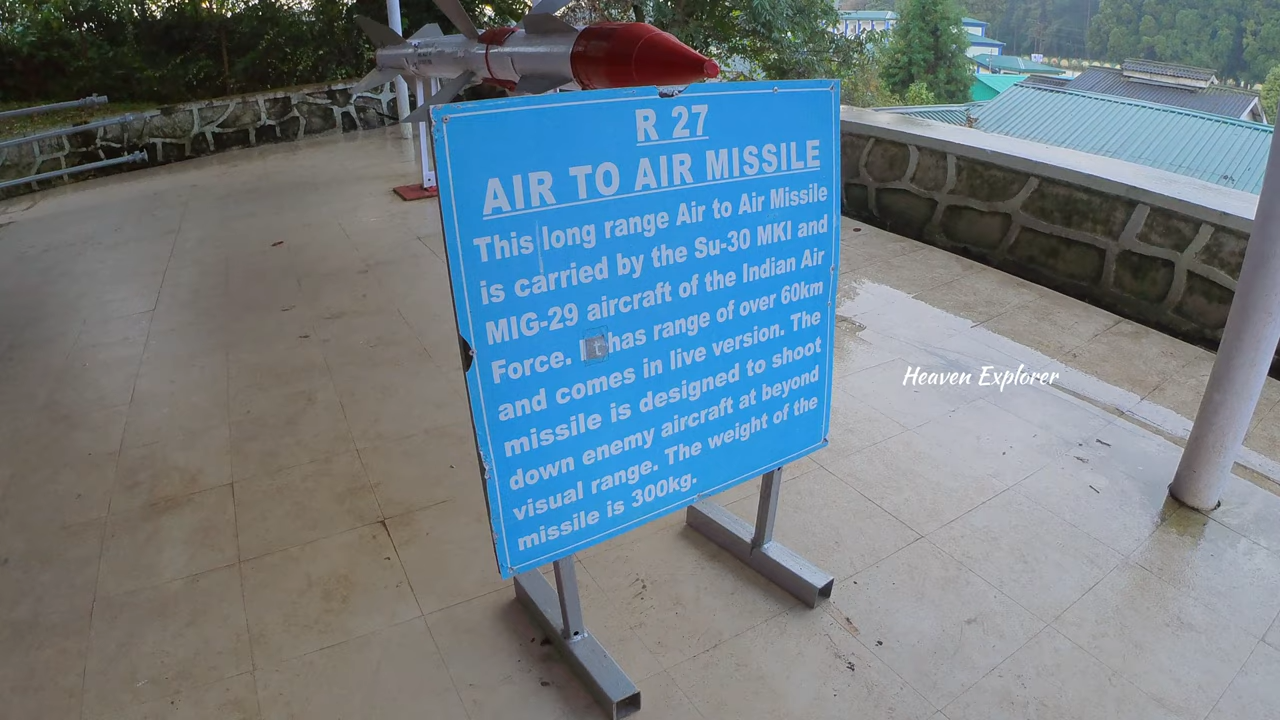 R 27
AIR TO AIR MISSILE
This long range Air to Air Missile
is carried by the Su-30 MKI and
MIG-29 aircraft of the Indian Air
Force. It has range of over 60km
and comes in live version. The
missile is designed to shoot
down enemy aircraft at beyond
visual range. The weight of the
missile is 300kg.
Heaven Explorer